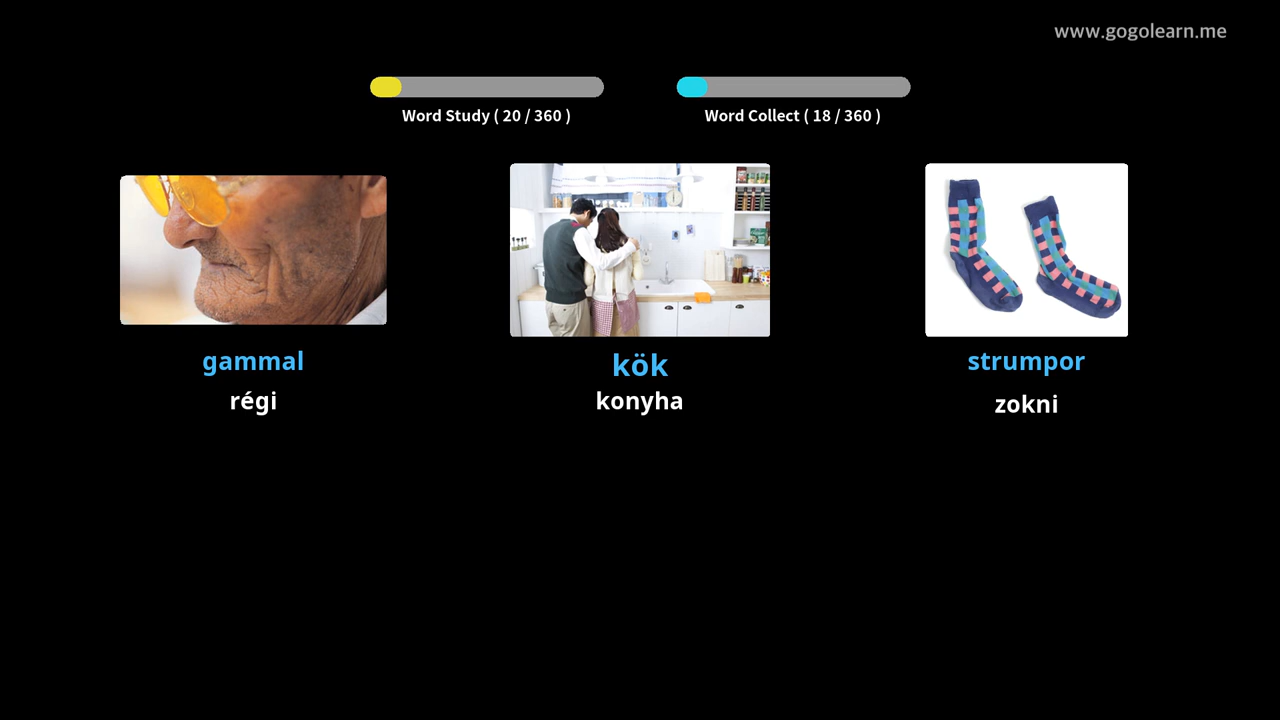 www.gogolearn.me
Word Study ( 20 / 360 )
Word Collect ( 18 / 360 )
gammal
régi
kök
konyha
strumpor
zokni